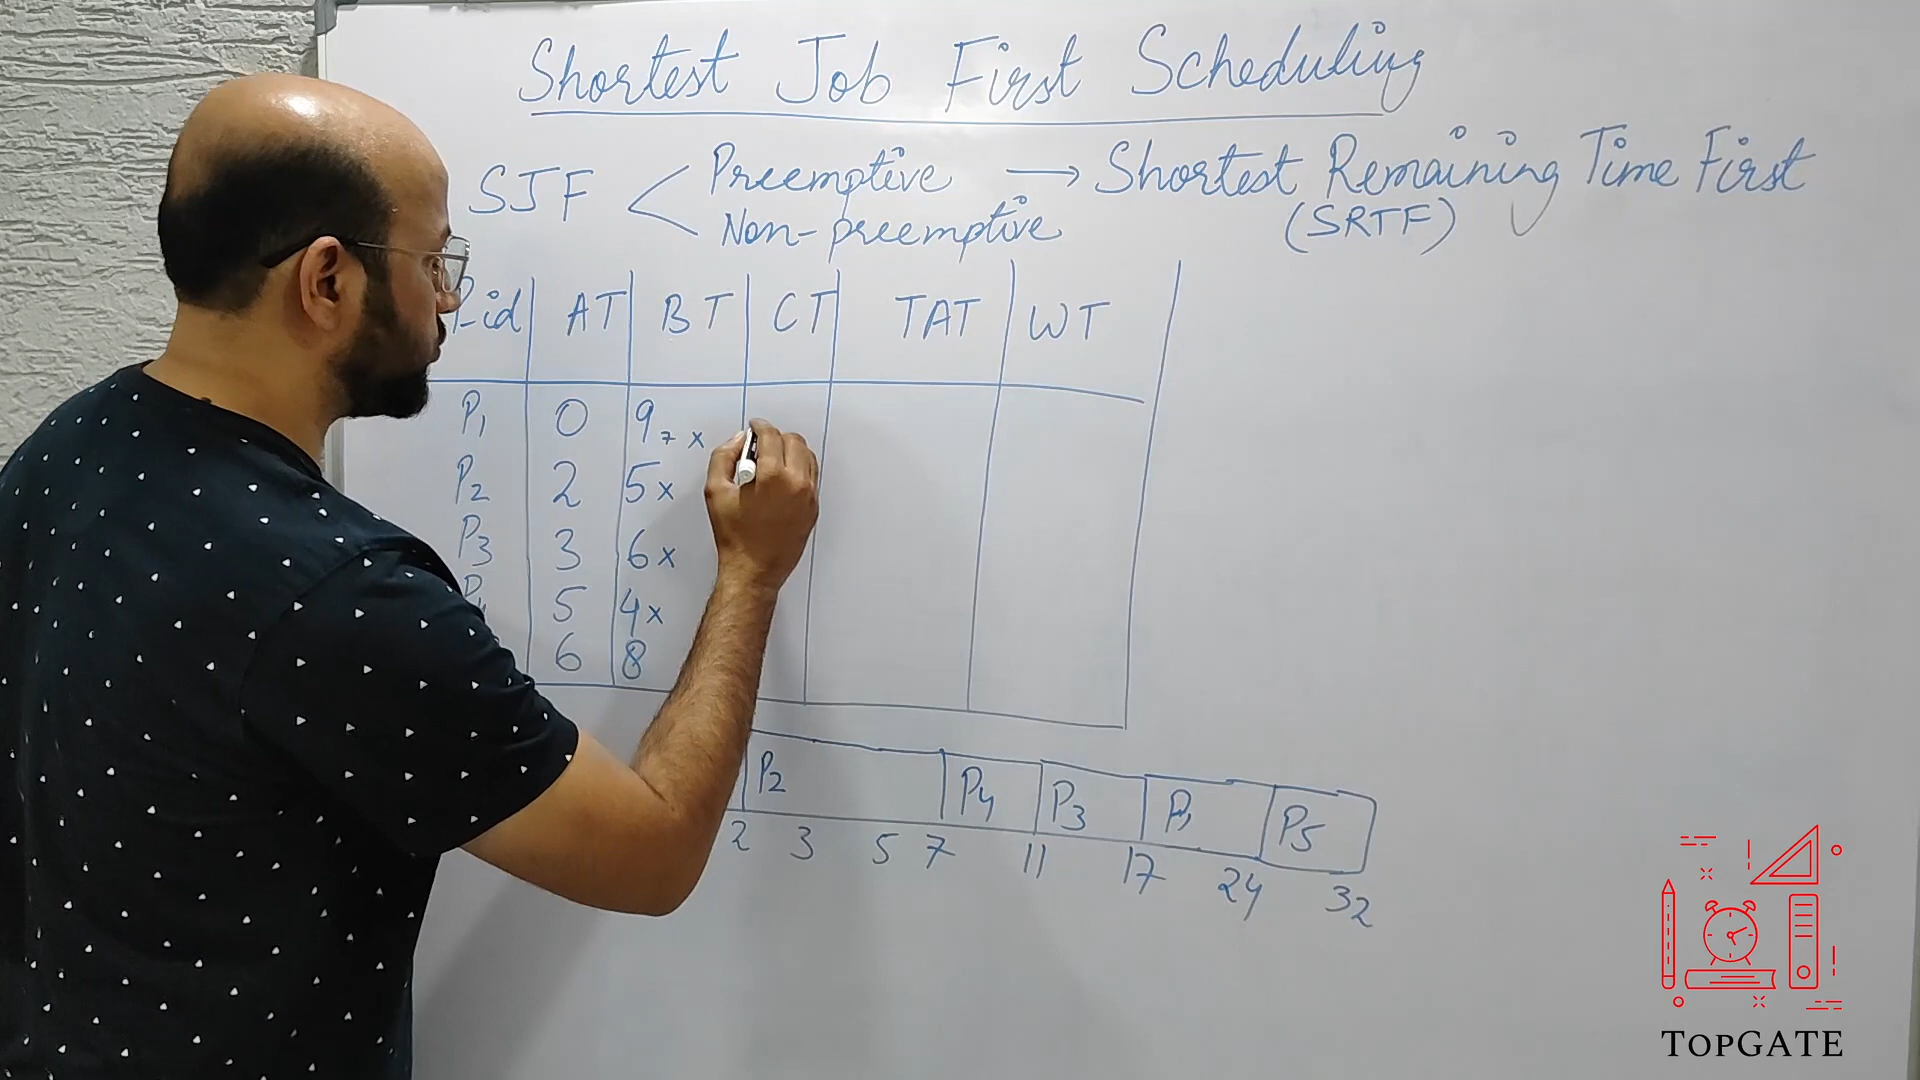 Shortest Job First Scheduling
SJF < Preemptive → Shortest Remaining Time First
Non-preemptive (SRTF)
P-id AT BT CT TAT WT
P1 0 9 7 x
P2 2 5 x
P3 3 6 x
P4 5 4 x
6 8
P2 P4 P3 P1 P5
2 3 5 7 11 17 24 32
TOPGATE